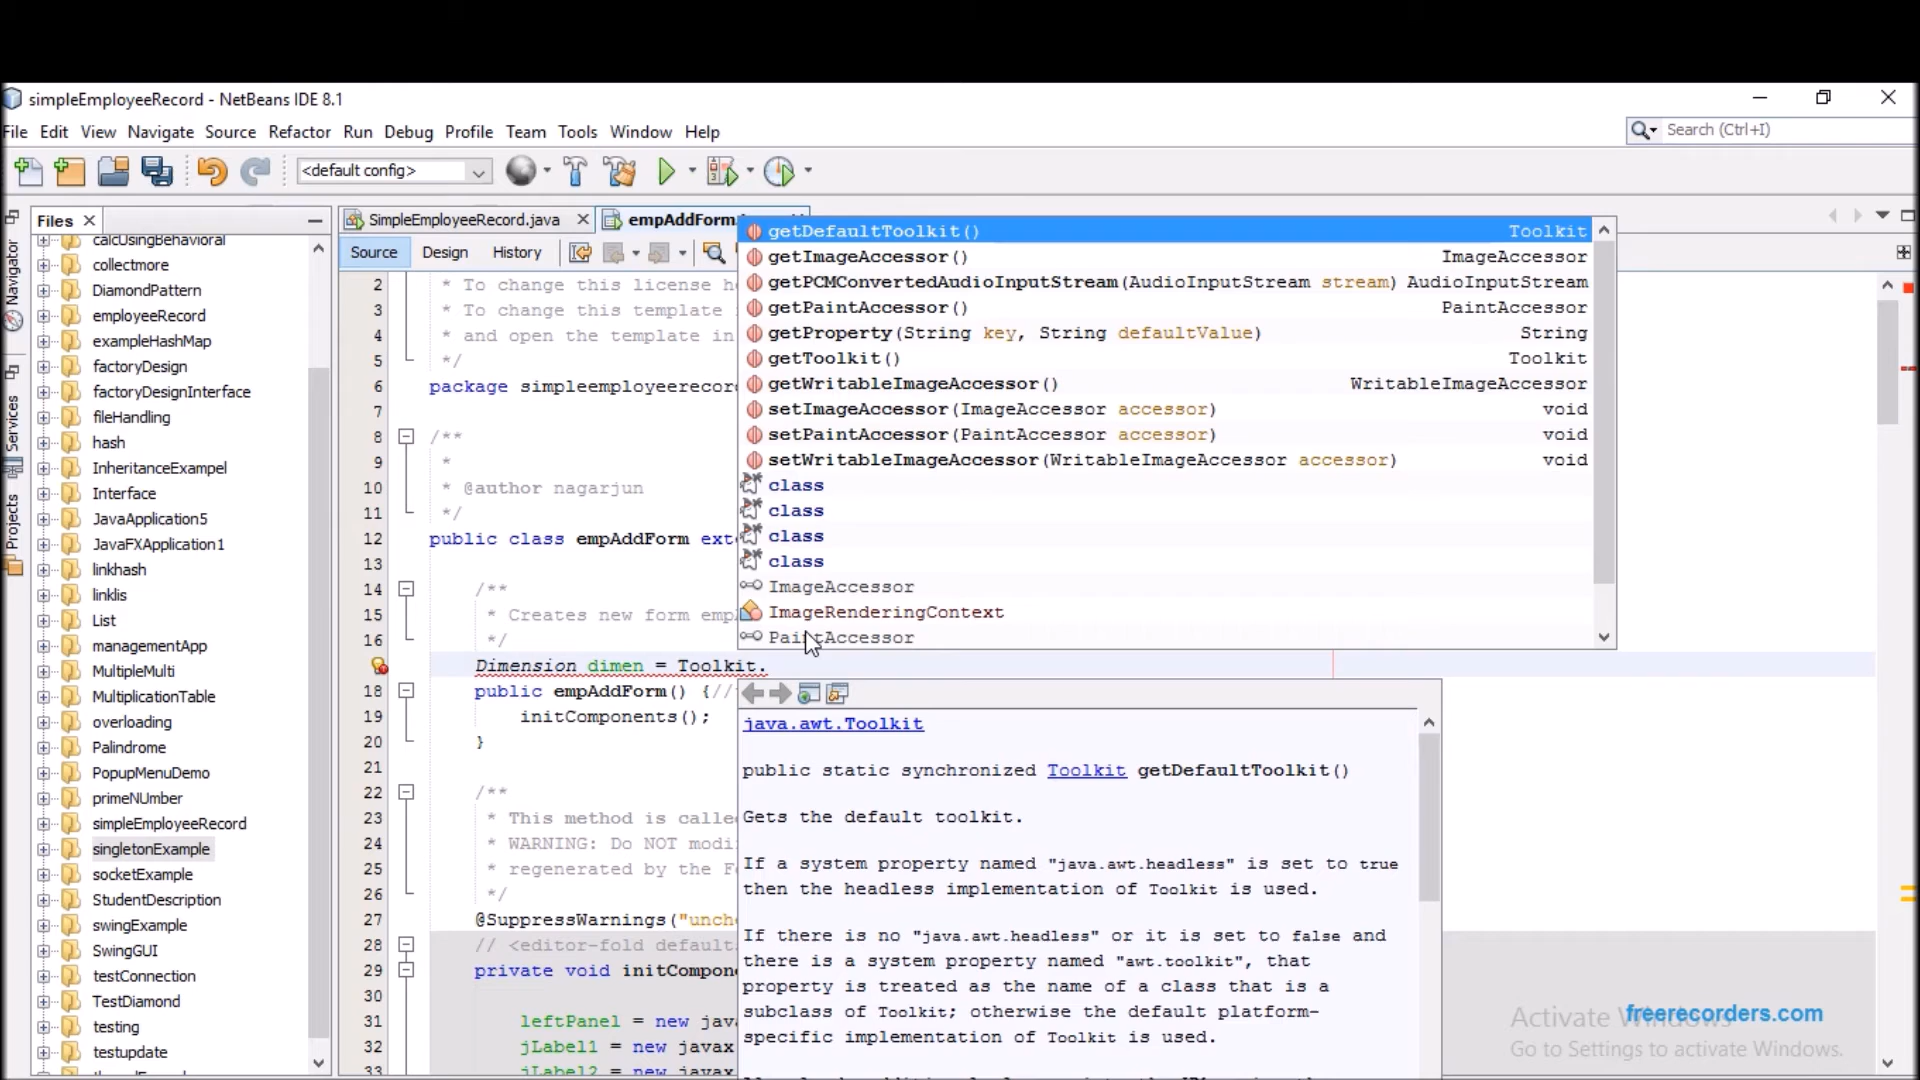 simpleEmployeeRecord - NetBeans IDE 8.1
File Edit View Navigate Source Refactor Run Debug Profile Team Tools Window Help
Search (Ctrl+I)
<default config>
Files
SimpleEmployeeRecord.java
empAddForm
Source Design History
Navigator
Services
Projects
calcUsingBehavioral
collectmore
DiamondPattern
employeeRecord
exampleHashMap
factoryDesign
factoryDesignInterface
fileHandling
hash
InheritanceExampel
Interface
JavaApplication5
JavaFXApplication1
linkhash
linklis
List
managementApp
MultipleMulti
MultiplicationTable
overloading
Palindrome
PopupMenuDemo
primeNUmber
simpleEmployeeRecord
singletonExample
socketExample
StudentDescription
swingExample
SwingGUI
testConnection
TestDiamond
testing
testupdate
2 * To change this license h
3 * To change this template
4 * and open the template in
5 */
6 package simpleemployeerecord
7
8 /**
9 *
10 * @author nagarjun
11 */
12 public class empAddForm ext
13
14 /**
15 * Creates new form emp
16 */
Dimension dimen = Toolkit.
18 public empAddForm() {//
19 initComponents();
20 }
21
22 /**
23 * This method is called
24 * WARNING: Do NOT modi
25 * regenerated by the F
26 */
27 @SuppressWarnings("unch
28 // <editor-fold default
29 private void initCompon
30
31 leftPanel = new java
32 jLabel1 = new javax
33 jLabel2 = new javax
getDefaultToolkit() Toolkit
getImageAccessor() ImageAccessor
getPCMConvertedAudioInputStream(AudioInputStream stream) AudioInputStream
getPaintAccessor() PaintAccessor
getProperty(String key, String defaultValue) String
getToolkit() Toolkit
getWritableImageAccessor() WritableImageAccessor
setImageAccessor(ImageAccessor accessor) void
setPaintAccessor(PaintAccessor accessor) void
setWritableImageAccessor(WritableImageAccessor accessor) void
class
class
class
class
ImageAccessor
ImageRenderingContext
PaintAccessor
java.awt.Toolkit
public static synchronized Toolkit getDefaultToolkit()
Gets the default toolkit.
If a system property named "java.awt.headless" is set to true
then the headless implementation of Toolkit is used.
If there is no "java.awt.headless" or it is set to false and
there is a system property named "awt.toolkit", that
property is treated as the name of a class that is a
subclass of Toolkit; otherwise the default platform-
specific implementation of Toolkit is used.
Activate Windows
freerecorders.com
Go to Settings to activate Windows.